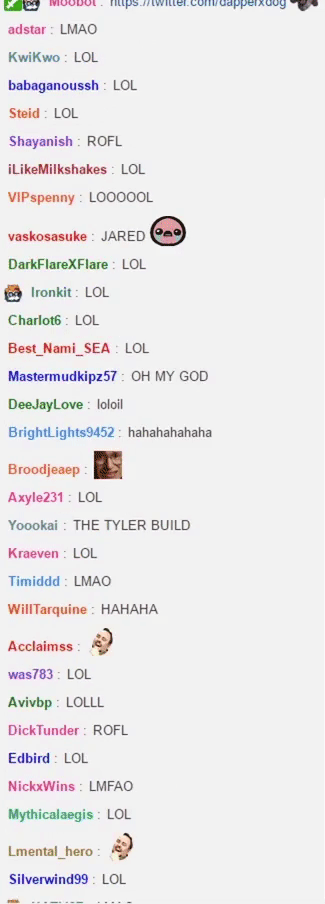 Moobot : https://twitter.com/dapperxdog
adstar : LMAO
KwiKwo : LOL
babaganoussh : LOL
Steid : LOL
Shayanish : ROFL
iLikeMilkshakes : LOL
VIPspenny : LOOOOOL
vaskosasuke : JARED
DarkFlareXFlare : LOL
Ironkit : LOL
Charlot6 : LOL
Best_Nami_SEA : LOL
Mastermudkipz57 : OH MY GOD
DeeJayLove : loloil
BrightLights9452 : hahahahahaha
Broodjeaep :
Axyle231 : LOL
Yoookai : THE TYLER BUILD
Kraeven : LOL
Timiddd : LMAO
WillTarquine : HAHAHA
Acclaimss :
was783 : LOL
Avivbp : LOLLL
DickTunder : ROFL
Edbird : LOL
NickxWins : LMFAO
Mythicalaegis : LOL
Lmental_hero :
Silverwind99 : LOL